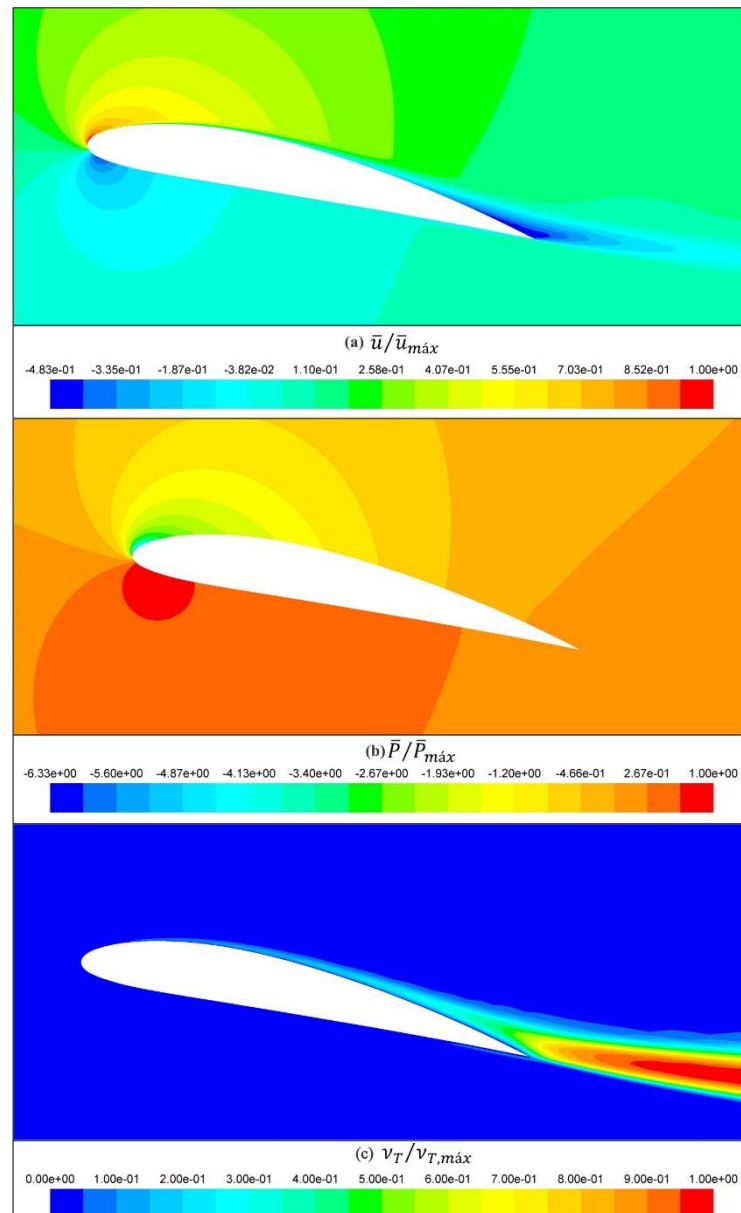 (a) ū/ūmáx
-4.83e-01 -3.35e-01 -1.87e-01 -3.82e-02 1.10e-01 2.58e-01 4.07e-01 5.55e-01 7.03e-01 8.52e-01 1.00e+00
(b) P̄/P̄máx
-6.33e+00 -5.60e+00 -4.87e+00 -4.13e+00 -3.40e+00 -2.67e+00 -1.93e+00 -1.20e+00 -4.66e-01 2.67e-01 1.00e+00
(c) νT/νT,máx
0.00e+00 1.00e-01 2.00e-01 3.00e-01 4.00e-01 5.00e-01 6.00e-01 7.00e-01 8.00e-01 9.00e-01 1.00e+00